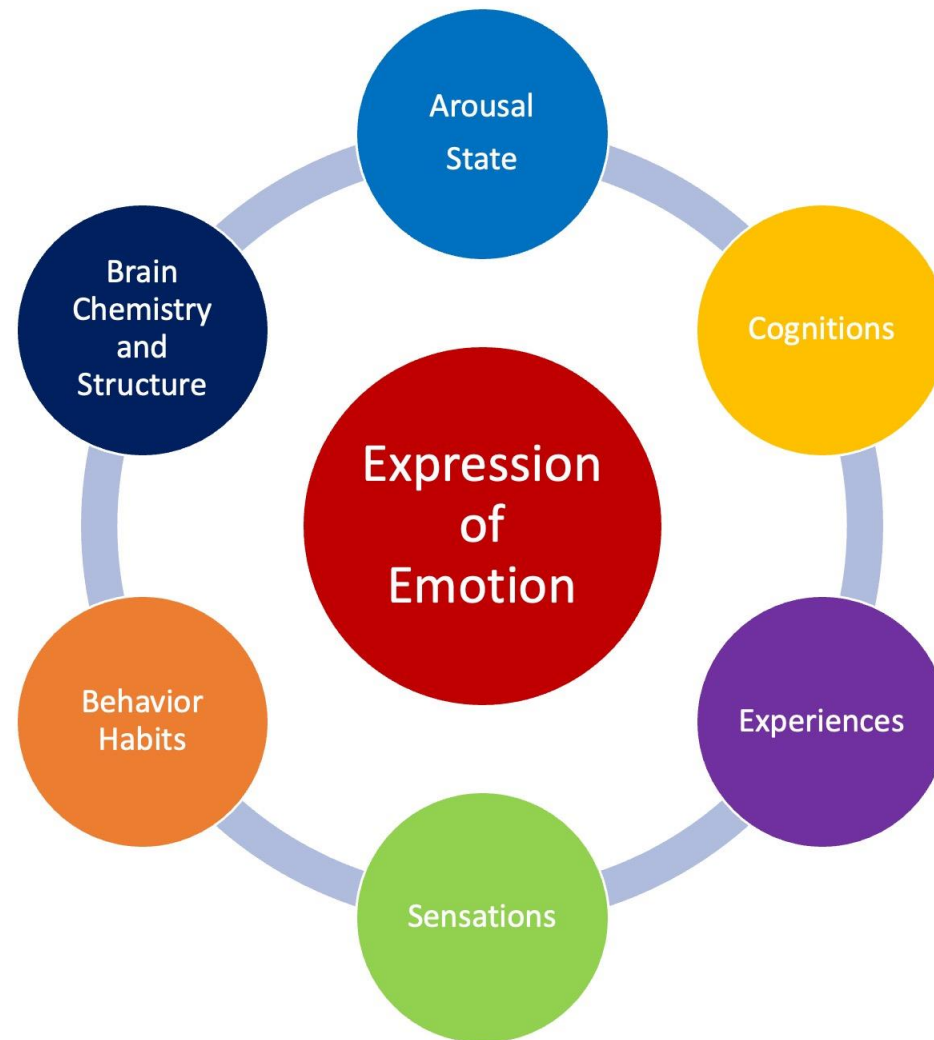 Arousal
State
Cognitions
Experiences
Sensations
Behavior
Habits
Brain
Chemistry
and
Structure
Expression
of
Emotion